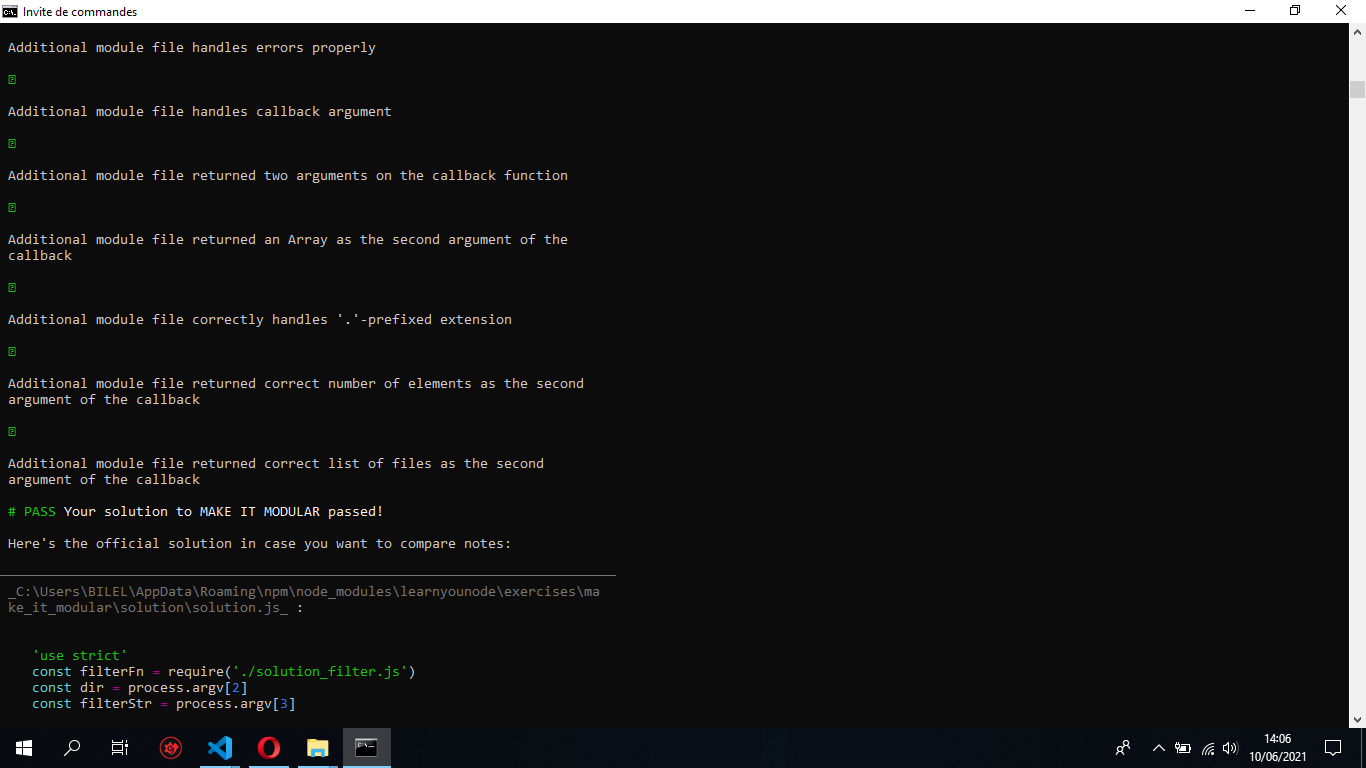 Invite de commandes
Additional module file handles errors properly
Additional module file handles callback argument
Additional module file returned two arguments on the callback function
Additional module file returned an Array as the second argument of the
callback
Additional module file correctly handles '.'-prefixed extension
Additional module file returned correct number of elements as the second
argument of the callback
Additional module file returned correct list of files as the second
argument of the callback
# PASS Your solution to MAKE IT MODULAR passed!
Here's the official solution in case you want to compare notes:
_C:\Users\BILEL\AppData\Roaming\npm\node_modules\learnyounode\exercises\ma
ke_it_modular\solution\solution.js_ :
'use strict'
const filterFn = require('./solution_filter.js')
const dir = process.argv[2]
const filterStr = process.argv[3]
14:06
10/06/2021